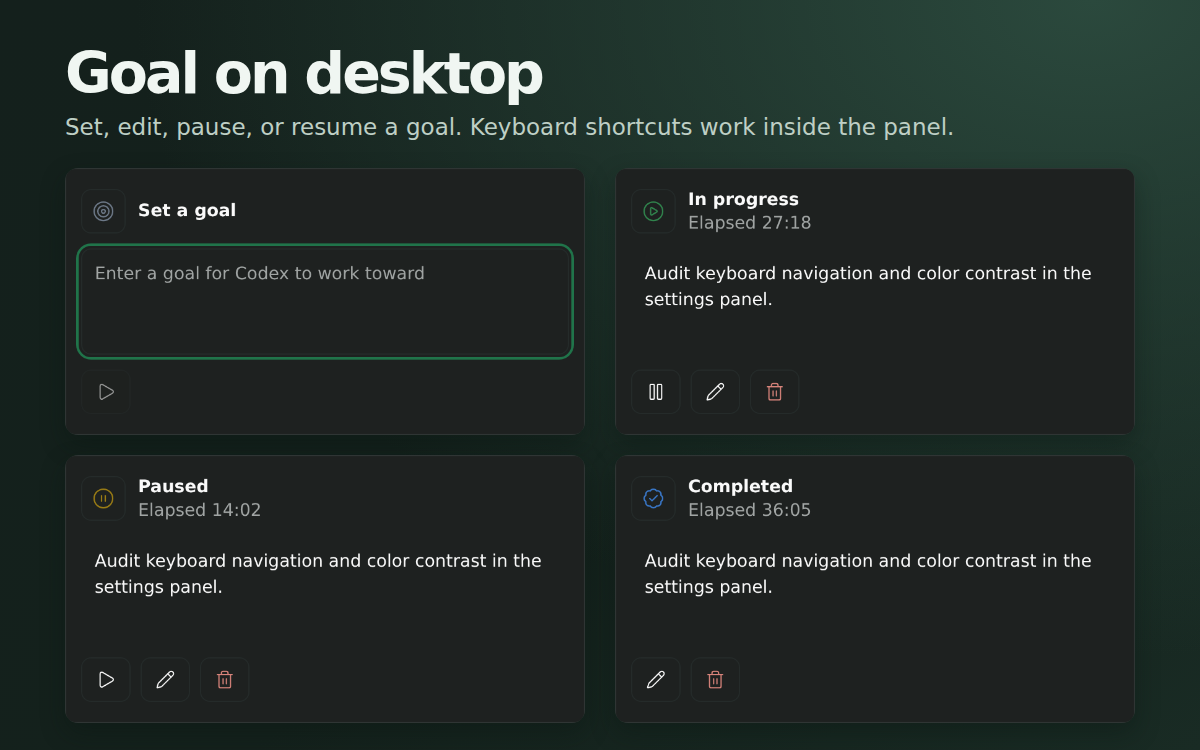 Goal on desktop
Set, edit, pause, or resume a goal. Keyboard shortcuts work inside the panel.
Set a goal
Enter a goal for Codex to work toward
In progress
Elapsed 27:18
Audit keyboard navigation and color contrast in the
settings panel.
Paused
Elapsed 14:02
Audit keyboard navigation and color contrast in the
settings panel.
Completed
Elapsed 36:05
Audit keyboard navigation and color contrast in the
settings panel.